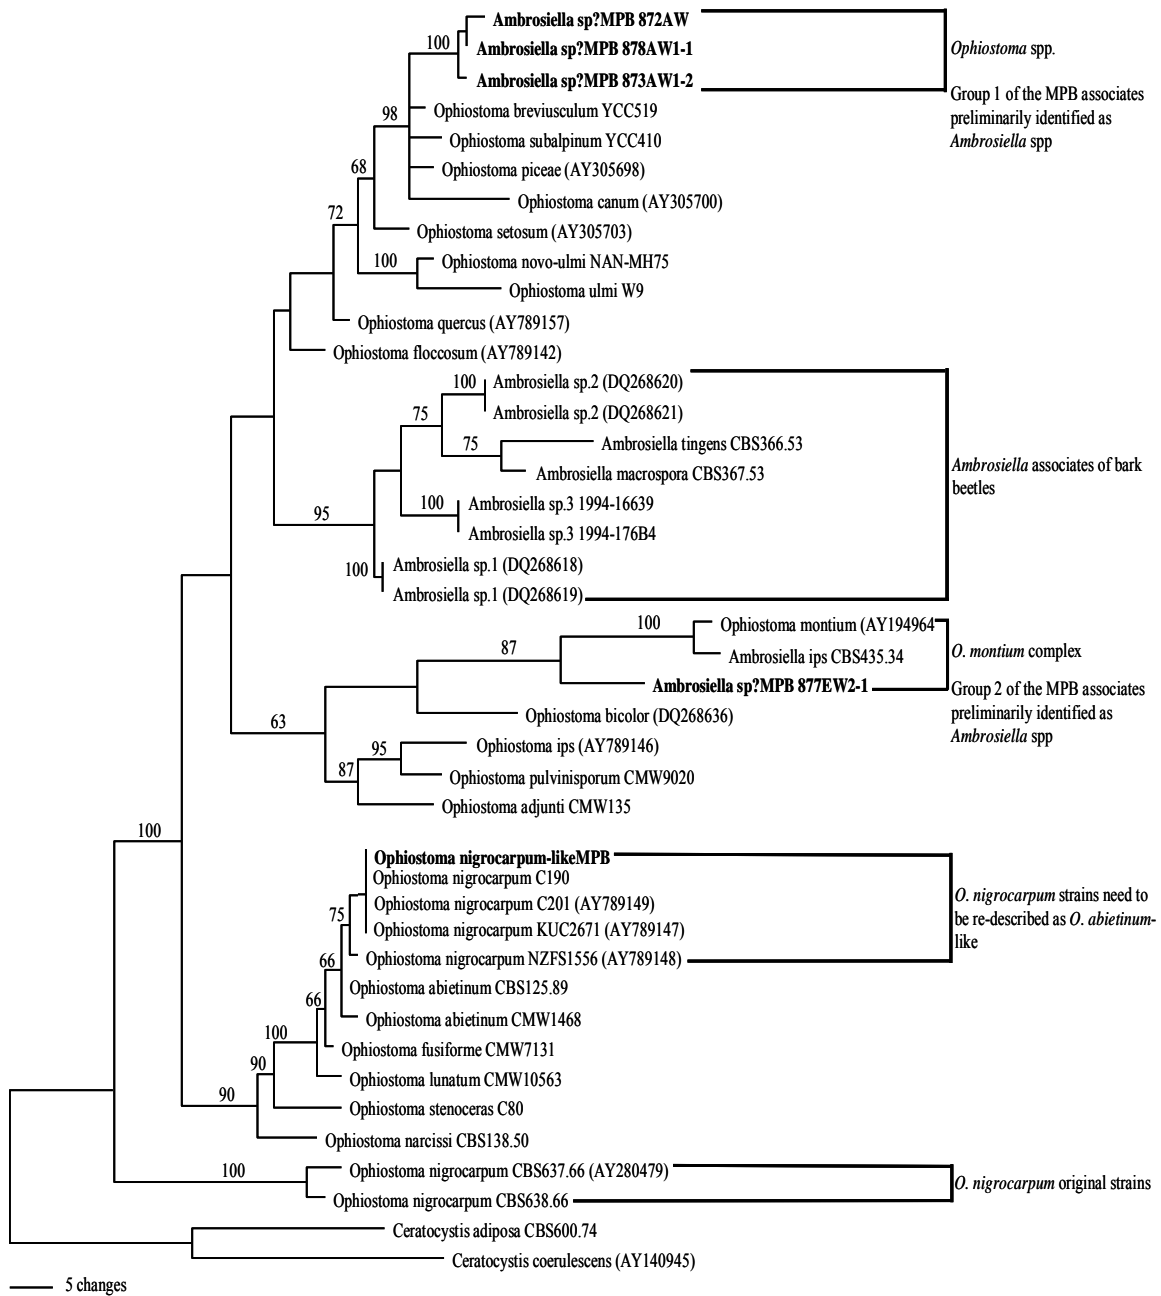 Ambrosiella sp?MPB 872AW
100
Ambrosiella sp?MPB 878AW1-1
Ophiostoma spp.
Ambrosiella sp?MPB 873AW1-2
Group 1 of the MPB associates
preliminarily identified as
Ambrosiella spp
98
Ophiostoma breviusculum YCC519
Ophiostoma subalpinum YCC410
68
Ophiostoma piceae (AY305698)
Ophiostoma canum (AY305700)
72
Ophiostoma setosum (AY305703)
100
Ophiostoma novo-ulmi NAN-MH75
Ophiostoma ulmi W9
Ophiostoma quercus (AY789157)
Ophiostoma floccosum (AY789142)
100
Ambrosiella sp.2 (DQ268620)
75
Ambrosiella sp.2 (DQ268621)
75
Ambrosiella tingens CBS366.53
Ambrosiella macrospora CBS367.53
Ambrosiella associates of bark
beetles
100
Ambrosiella sp.3 1994-16639
95
Ambrosiella sp.3 1994-176B4
100
Ambrosiella sp.1 (DQ268618)
Ambrosiella sp.1 (DQ268619)
100
Ophiostoma montium (AY194964
87
Ambrosiella ips CBS435.34
O. montium complex
Ambrosiella sp?MPB 877EW2-1
Group 2 of the MPB associates
preliminarily identified as
Ambrosiella spp
63
Ophiostoma bicolor (DQ268636)
95
Ophiostoma ips (AY789146)
87
Ophiostoma pulvinisporum CMW9020
Ophiostoma adjunti CMW135
100
Ophiostoma nigrocarpum-likeMPB
Ophiostoma nigrocarpum C190
O. nigrocarpum strains need to
be re-described as O. abietinum-
like
75
Ophiostoma nigrocarpum C201 (AY789149)
Ophiostoma nigrocarpum KUC2671 (AY789147)
66
Ophiostoma nigrocarpum NZFS1556 (AY789148)
66
Ophiostoma abietinum CBS125.89
100
Ophiostoma abietinum CMW1468
90
Ophiostoma fusiforme CMW7131
90
Ophiostoma lunatum CMW10563
Ophiostoma stenoceras C80
Ophiostoma narcissi CBS138.50
100
Ophiostoma nigrocarpum CBS637.66 (AY280479)
O. nigrocarpum original strains
Ophiostoma nigrocarpum CBS638.66
Ceratocystis adiposa CBS600.74
Ceratocystis coerulescens (AY140945)
5 changes